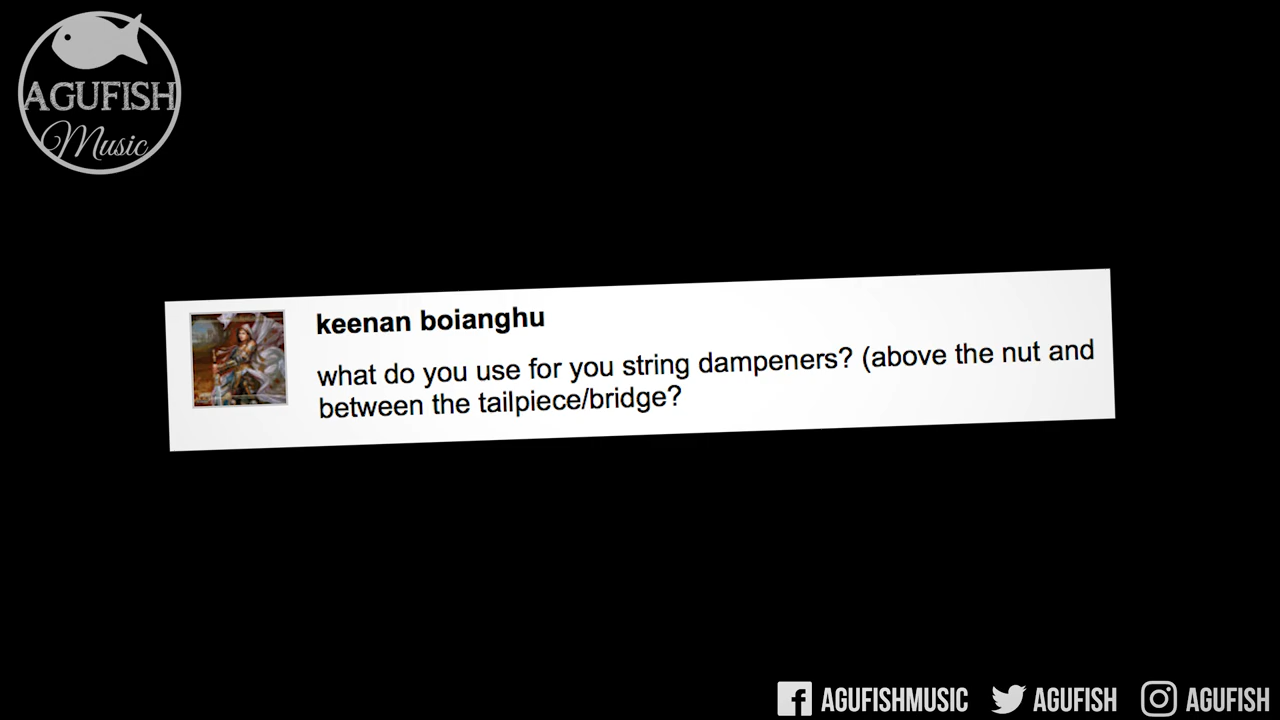 AGUFISH
Music
keenan boianghu
what do you use for you string dampeners? (above the nut and
between the tailpiece/bridge?
AGUFISHMUSIC AGUFISH AGUFISH